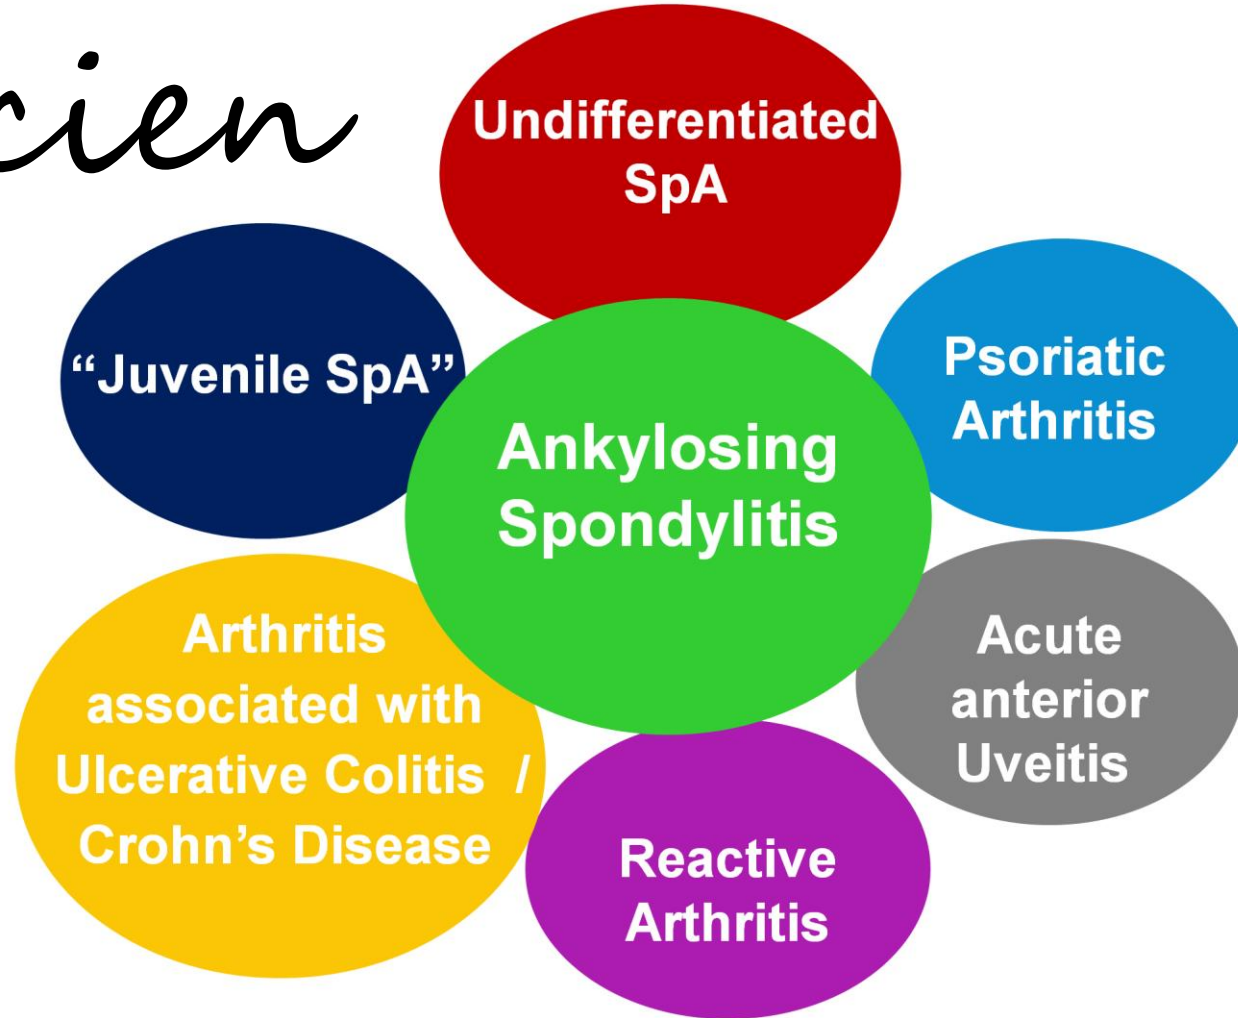 Undifferentiated
SpA
“Juvenile SpA”
Psoriatic
Arthritis
Ankylosing
Spondylitis
Arthritis
associated with
Ulcerative Colitis /
Crohn’s Disease
Acute
anterior
Uveitis
Reactive
Arthritis